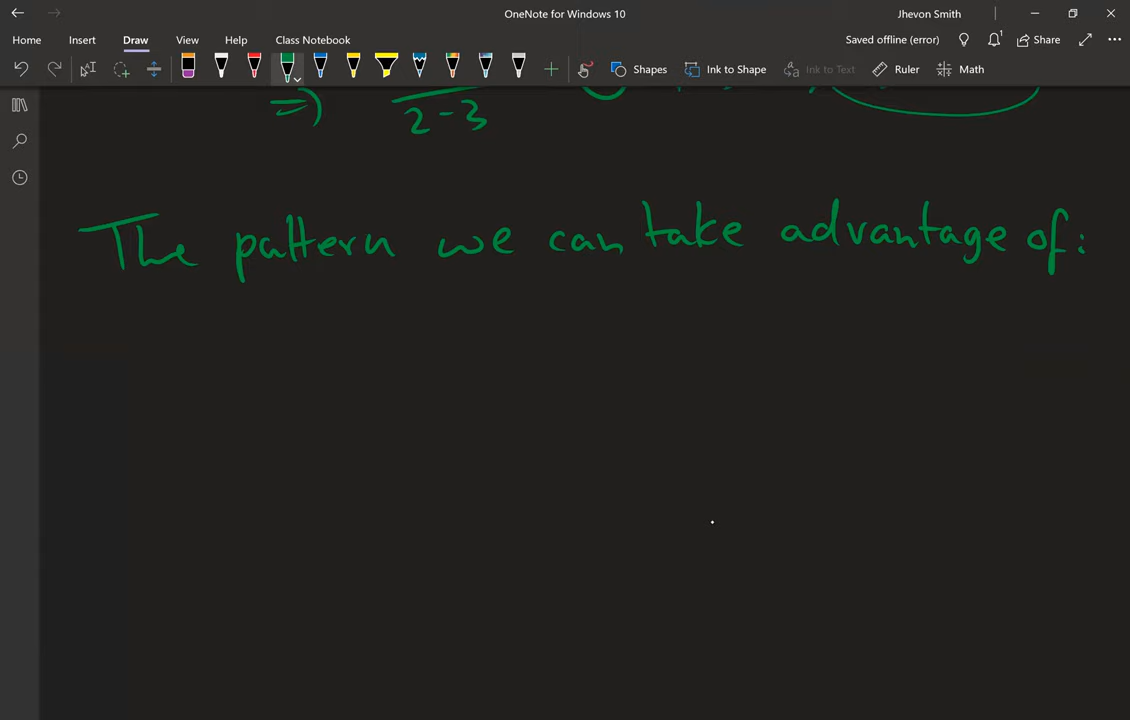 OneNote for Windows 10
Jhevon Smith
Home Insert Draw View Help Class Notebook
Saved offline (error)
Share
Shapes
Ink to Shape
Ink to Text
Ruler
Math
=) 2-3
The pattern we can take advantage of: